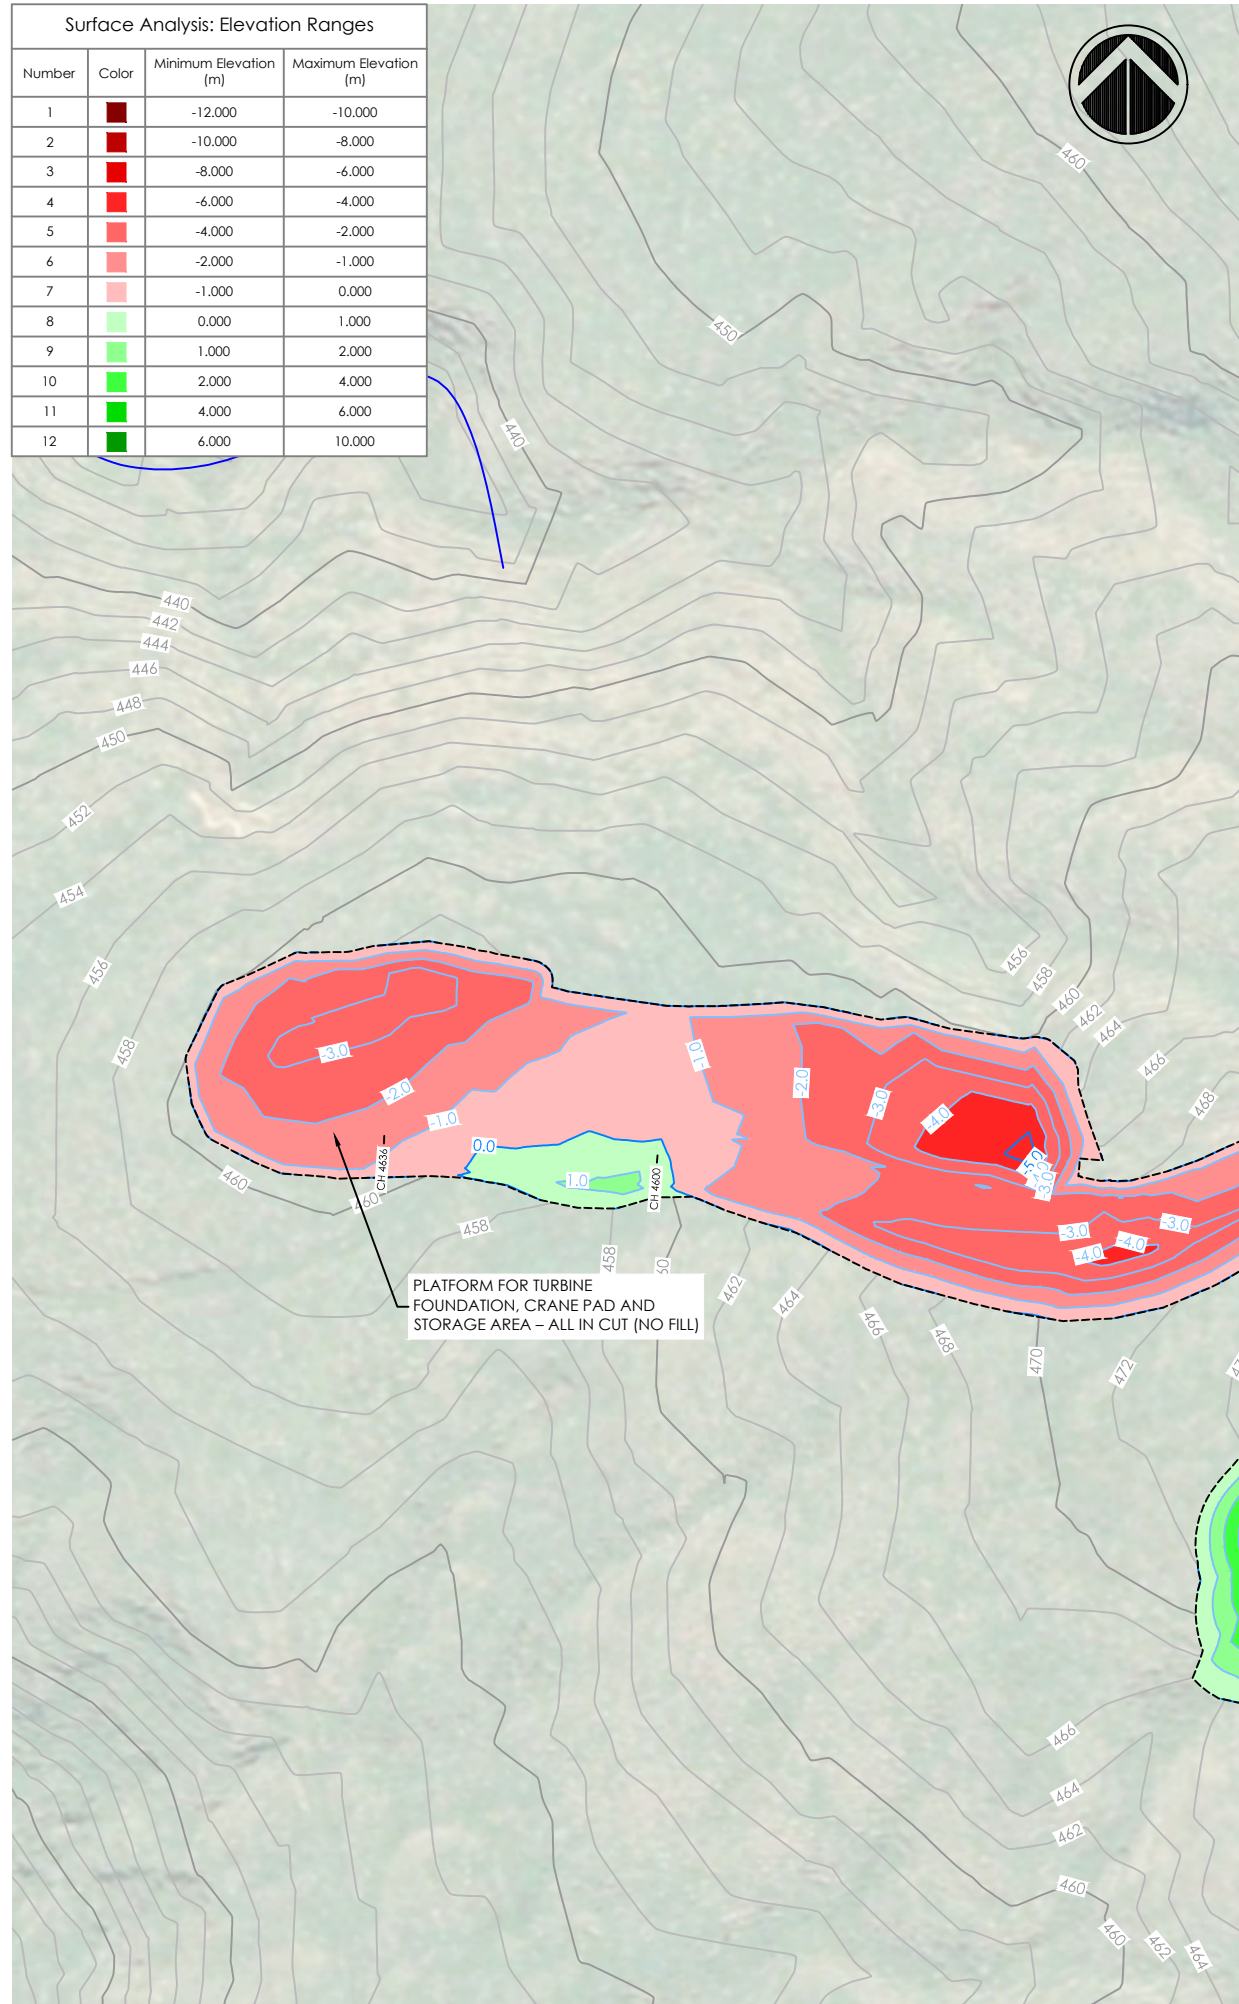 Surface Analysis: Elevation Ranges
Number Color Minimum Elevation (m) Maximum Elevation (m)
1 -12.000 -10.000
2 -10.000 -8.000
3 -8.000 -6.000
4 -6.000 -4.000
5 -4.000 -2.000
6 -2.000 -1.000
7 -1.000 0.000
8 0.000 1.000
9 1.000 2.000
10 2.000 4.000
11 4.000 6.000
12 6.000 10.000
460
450
440
440
442
444
446
448
450
452
454
456
458
456
458
460
462
464
466
468
-3.0
-2.0
-1.0
0.0
1.0
-1.0
-2.0
-3.0
-4.0
-5.0
-4.0
-3.0
-3.0
-3.0
-4.0
-4.0
CH 4636
CH 4600
460
460
458
458
462
464
466
468
470
472
PLATFORM FOR TURBINE
FOUNDATION, CRANE PAD AND
STORAGE AREA – ALL IN CUT (NO FILL)
466
464
462
460
460
462
464